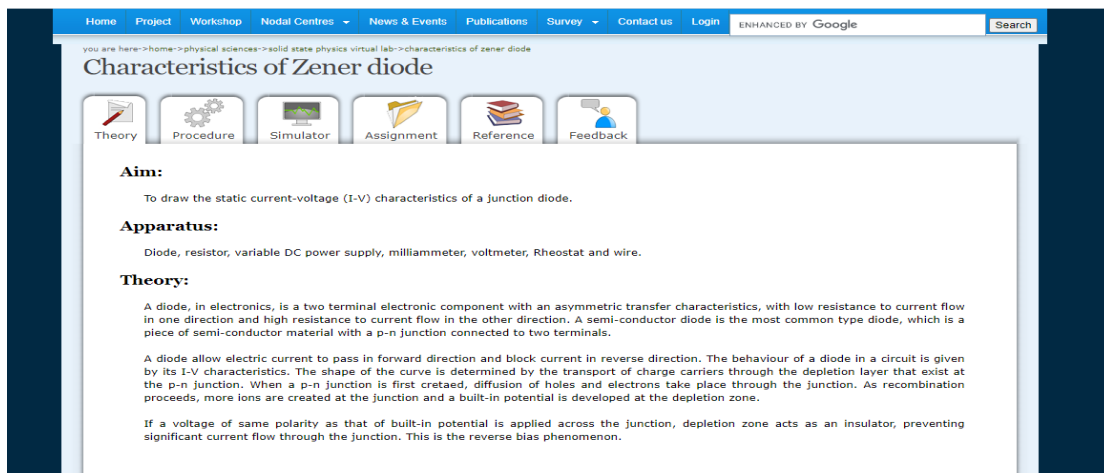 Home Project Workshop Nodal Centres News & Events Publications Survey Contact us Login ENHANCED BY Google Search
you are here->home->physical sciences->solid state physics virtual lab->characteristics of zener diode
Characteristics of Zener diode
Theory Procedure Simulator Assignment Reference Feedback
Aim:
To draw the static current-voltage (I-V) characteristics of a junction diode.
Apparatus:
Diode, resistor, variable DC power supply, milliammeter, voltmeter, Rheostat and wire.
Theory:
A diode, in electronics, is a two terminal electronic component with an asymmetric transfer characteristics, with low resistance to current flow
in one direction and high resistance to current flow in the other direction. A semi-conductor diode is the most common type diode, which is a
piece of semi-conductor material with a p-n junction connected to two terminals.
A diode allow electric current to pass in forward direction and block current in reverse direction. The behaviour of a diode in a circuit is given
by its I-V characteristics. The shape of the curve is determined by the transport of charge carriers through the depletion layer that exist at
the p-n junction. When a p-n junction is first cretaed, diffusion of holes and electrons take place through the junction. As recombination
proceeds, more ions are created at the junction and a built-in potential is developed at the depletion zone.
If a voltage of same polarity as that of built-in potential is applied across the junction, depletion zone acts as an insulator, preventing
significant current flow through the junction. This is the reverse bias phenomenon.